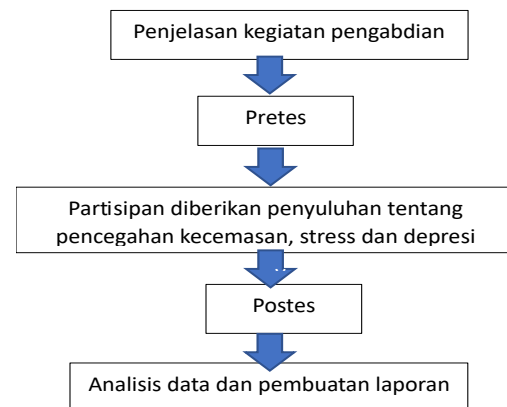 Penjelasan kegiatan pengabdian
Pretes
Partisipan diberikan penyuluhan tentang
pencegahan kecemasan, stress dan depresi
Postes
Analisis data dan pembuatan laporan